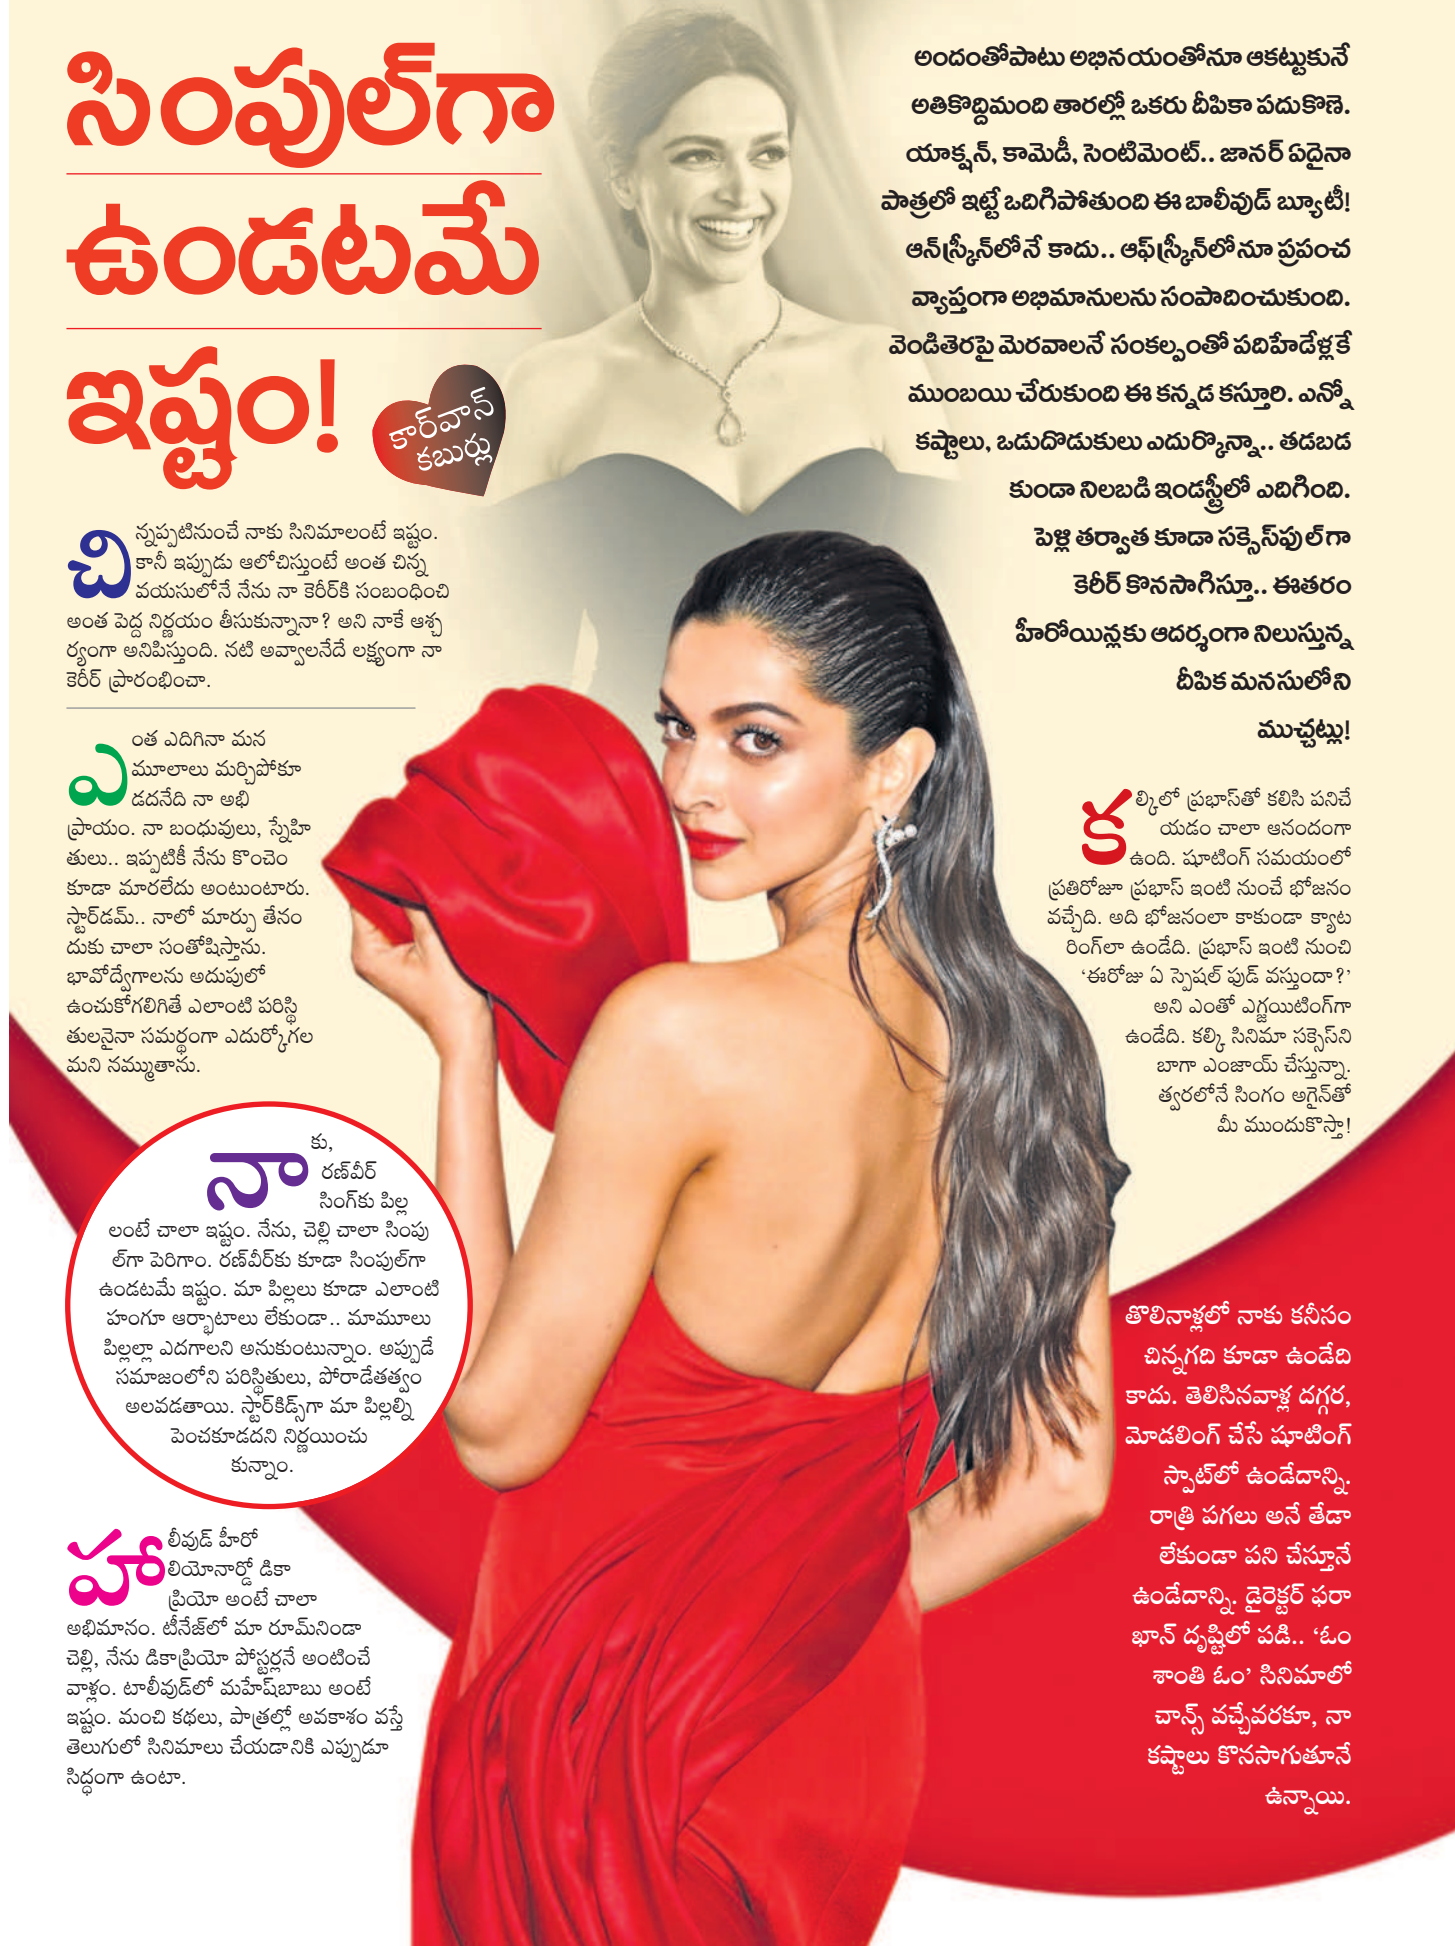 సింపుల్‌గా
ఉండటమే
ఇష్టం!
కార్‌వాన్
కబుర్లు
అందంతోపాటు అభినయంతోనూ ఆకట్టుకునే
అతికొద్దిమంది తారల్లో ఒకరు దీపికా పదుకొణె.
యాక్షన్, కామెడీ, సెంటిమెంట్.. జానర్ ఏదైనా
పాత్రలో ఇట్టే ఒదిగిపోతుంది ఈ బాలీవుడ్ బ్యూటీ!
ఆన్‌స్క్రీన్‌లోనే కాదు.. ఆఫ్‌స్క్రీన్‌లోనూ ప్రపంచ
వ్యాప్తంగా అభిమానులను సంపాదించుకుంది.
వెండితెరపై మెరవాలనే సంకల్పంతో పదిహేడేళ్లకే
ముంబయి చేరుకుంది ఈ కన్నడ కస్తూరి. ఎన్నో
కష్టాలు, ఒడుదొడుకులు ఎదుర్కొన్నా.. తడబడ
కుండా నిలబడి ఇండస్ట్రీలో ఎదిగింది.
పెళ్లి తర్వాత కూడా సక్సెస్‌ఫుల్‌గా
కెరీర్ కొనసాగిస్తూ.. ఈతరం
హీరోయిన్లకు ఆదర్శంగా నిలుస్తున్న
దీపిక మనసులోని
ముచ్చట్లు!
చిన్నప్పటినుంచే నాకు సినిమాలంటే ఇష్టం.
కానీ ఇప్పుడు ఆలోచిస్తుంటే అంత చిన్న
వయసులోనే నేను నా కెరీర్‌కి సంబంధించి
అంత పెద్ద నిర్ణయం తీసుకున్నానా? అని నాకే ఆశ్చ
ర్యంగా అనిపిస్తుంది. నటి అవ్వాలనేదే లక్ష్యంగా నా
కెరీర్ ప్రారంభించా.
ఎంత ఎదిగినా మన
మూలాలు మర్చిపోకూ
డదనేది నా అభి
ప్రాయం. నా బంధువులు, స్నేహి
తులు.. ఇప్పటికీ నేను కొంచెం
కూడా మారలేదు అంటుంటారు.
స్టార్‌డమ్.. నాలో మార్పు తేనం
దుకు చాలా సంతోషిస్తాను.
భావోద్వేగాలను అదుపులో
ఉంచుకోగలిగితే ఎలాంటి పరిస్థి
తులనైనా సమర్థంగా ఎదుర్కోగల
మని నమ్ముతాను.
నాకు,
రణ్‌వీర్
సింగ్‌కు పిల్ల
లంటే చాలా ఇష్టం. నేను, చెల్లి చాలా సింపు
ల్‌గా పెరిగాం. రణ్‌వీర్‌కు కూడా సింపుల్‌గా
ఉండటమే ఇష్టం. మా పిల్లలు కూడా ఎలాంటి
హంగూ ఆర్భాటాలు లేకుండా.. మామూలు
పిల్లల్లా ఎదగాలని అనుకుంటున్నాం. అప్పుడే
సమాజంలోని పరిస్థితులు, పోరాడేతత్వం
అలవడతాయి. స్టార్‌కిడ్స్‌గా మా పిల్లల్ని
పెంచకూడదని నిర్ణయించు
కున్నాం.
హాలీవుడ్ హీరో
లియోనార్డో డికా
ప్రియో అంటే చాలా
అభిమానం. టీనేజ్‌లో మా రూమ్‌నిండా
చెల్లి, నేను డికాప్రియో పోస్టర్లనే అంటించే
వాళ్లం. టాలీవుడ్‌లో మహేష్‌బాబు అంటే
ఇష్టం. మంచి కథలు, పాత్రల్లో అవకాశం వస్తే
తెలుగులో సినిమాలు చేయడానికి ఎప్పుడూ
సిద్ధంగా ఉంటా.
కల్కిలో ప్రభాస్‌తో కలిసి పనిచే
యడం చాలా ఆనందంగా
ఉంది. షూటింగ్ సమయంలో
ప్రతిరోజూ ప్రభాస్ ఇంటి నుంచే భోజనం
వచ్చేది. అది భోజనంలా కాకుండా క్యాట
రింగ్‌లా ఉండేది. ప్రభాస్ ఇంటి నుంచి
‘ఈరోజు ఏ స్పెషల్ ఫుడ్ వస్తుందా?’
అని ఎంతో ఎగ్జయిటింగ్‌గా
ఉండేది. కల్కి సినిమా సక్సెస్‌ని
బాగా ఎంజాయ్ చేస్తున్నా.
త్వరలోనే సింగం అగైన్‌తో
మీ ముందుకొస్తా!
తొలినాళ్లలో నాకు కనీసం
చిన్నగది కూడా ఉండేది
కాదు. తెలిసినవాళ్ల దగ్గర,
మోడలింగ్ చేసే షూటింగ్
స్పాట్‌లో ఉండేదాన్ని.
రాత్రి పగలు అనే తేడా
లేకుండా పని చేస్తూనే
ఉండేదాన్ని. డైరెక్టర్ ఫరా
ఖాన్ దృష్టిలో పడి.. ‘ఓం
శాంతి ఓం’ సినిమాలో
చాన్స్ వచ్చేవరకూ, నా
కష్టాలు కొనసాగుతూనే
ఉన్నాయి.